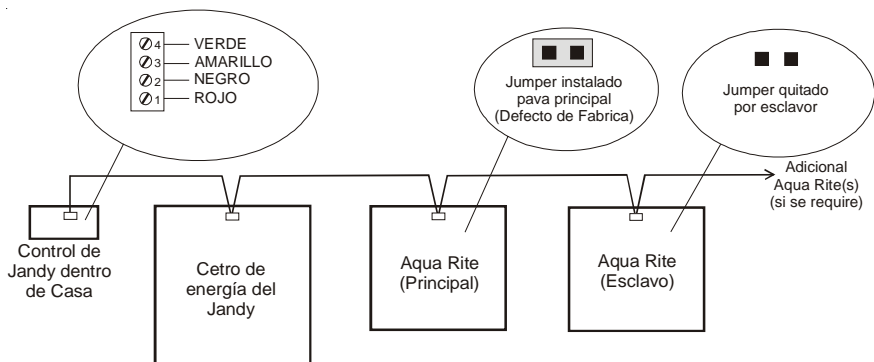 4 VERDE
3 AMARILLO
2 NEGRO
1 ROJO
Jumper instalado
pava principal
(Defecto de Fabrica)
Jumper quitado
por esclavor
Adicional
Aqua Rite(s)
(si se require)
Control de
Jandy dentro
de Casa
Cetro de
energía del
Jandy
Aqua Rite
(Principal)
Aqua Rite
(Esclavo)